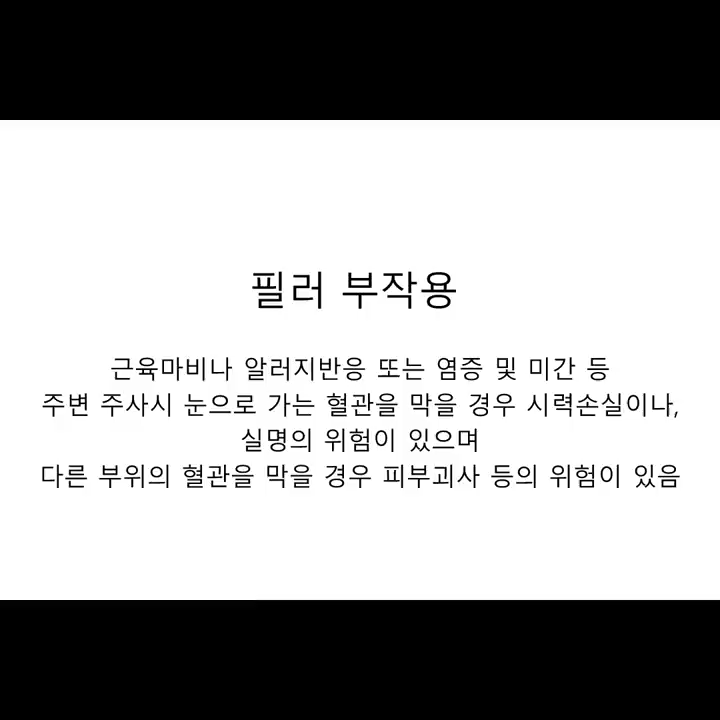 필러 부작용
근육마비나 알러지반응 또는 염증 및 미간 등
주변 주사시 눈으로 가는 혈관을 막을 경우 시력손실이나,
실명의 위험이 있으며
다른 부위의 혈관을 막을 경우 피부괴사 등의 위험이 있음